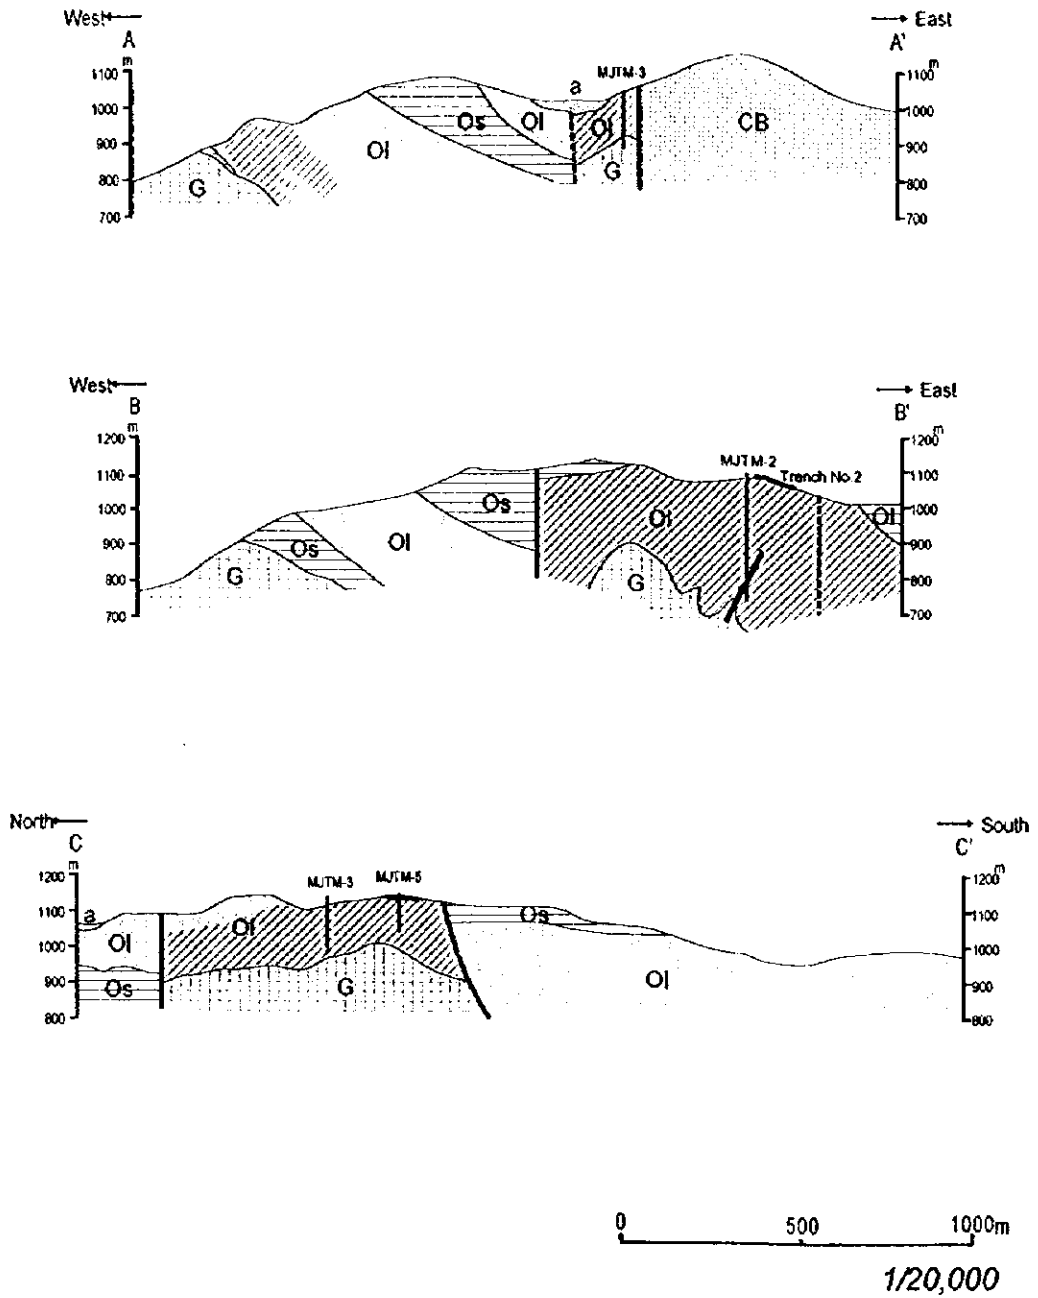 West East
A A'
m m
MJTM-3
a
1100 1100
1000 1000
900 900
800 800
700 700
Os Ol Ol CB
Ol
G G
West East
B B'
m m
1200 1200
1100 1100
1000 1000
900 900
800 800
700 700
MJTM-2
Trench No.2
Os Ol Ol
Os Ol
G G
North South
C C'
m m
1200 1200
1100 1100
1000 1000
900 900
800 800
MJTM-3 MJTM-5
a Os
Ol Ol
Os G Ol
0 500 1000m
1/20,000